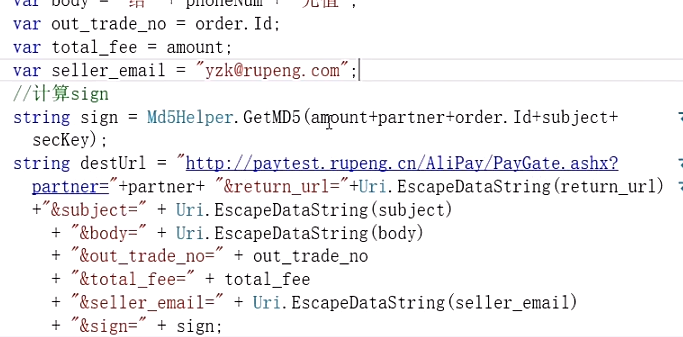 var body = "给" + phoneNum + "充值";
var out_trade_no = order.Id;
var total_fee = amount;
var seller_email = "yzk@rupeng.com";
//计算sign
string sign = Md5Helper.GetMD5(amount+partner+order.Id+subject+
secKey);
string destUrl = "http://paytest.rupeng.cn/AliPay/PayGate.ashx?
partner="+partner+ "&return_url="+Uri.EscapeDataString(return_url)
+"&subject=" + Uri.EscapeDataString(subject)
+ "&body=" + Uri.EscapeDataString(body)
+ "&out_trade_no=" + out_trade_no
+ "&total_fee=" + total_fee
+ "&seller_email=" + Uri.EscapeDataString(seller_email)
+ "&sign=" + sign;